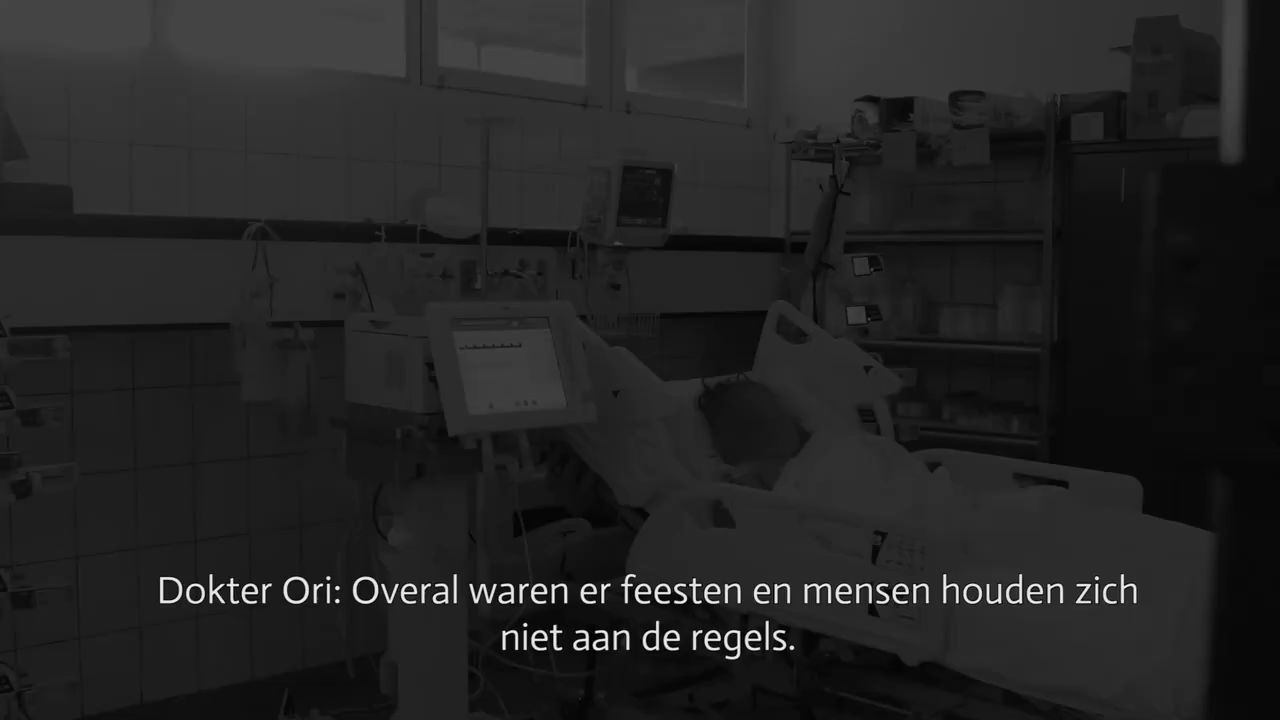 Dokter Ori: Overal waren er feesten en mensen houden zich
niet aan de regels.